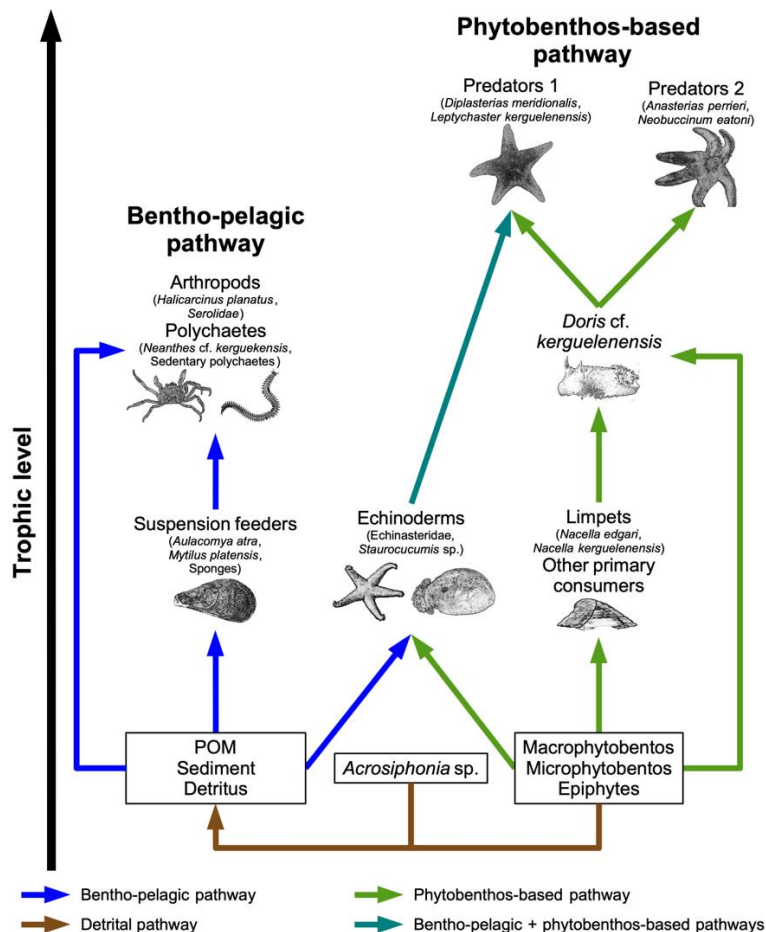 Phytobenthos-based
pathway
Predators 1
(Diplasterias meridionalis,
Leptychaster kerguelenensis)
Predators 2
(Anasterias perrieri,
Neobuccinum eatoni)
Bentho-pelagic
pathway
Arthropods
(Halicarcinus planatus,
Serolidae)
Polychaetes
(Neanthes cf. kerguekensis,
Sedentary polychaetes)
Doris cf.
kerguelenensis
Trophic level
Suspension feeders
(Aulacomya atra,
Mytilus platensis,
Sponges)
Echinoderms
(Echinasteridae,
Staurocucumis sp.)
Limpets
(Nacella edgari,
Nacella kerguelenensis)
Other primary
consumers
POM
Sediment
Detritus
Acrosiphonia sp.
Macrophytobentos
Microphytobentos
Epiphytes
Bentho-pelagic pathway
Phytobenthos-based pathway
Detrital pathway
Bentho-pelagic + phytobenthos-based pathways